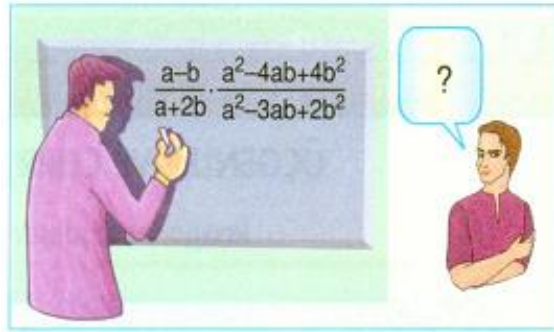 a–b / a+2b · a²–4ab+4b² / a²–3ab+2b²
?